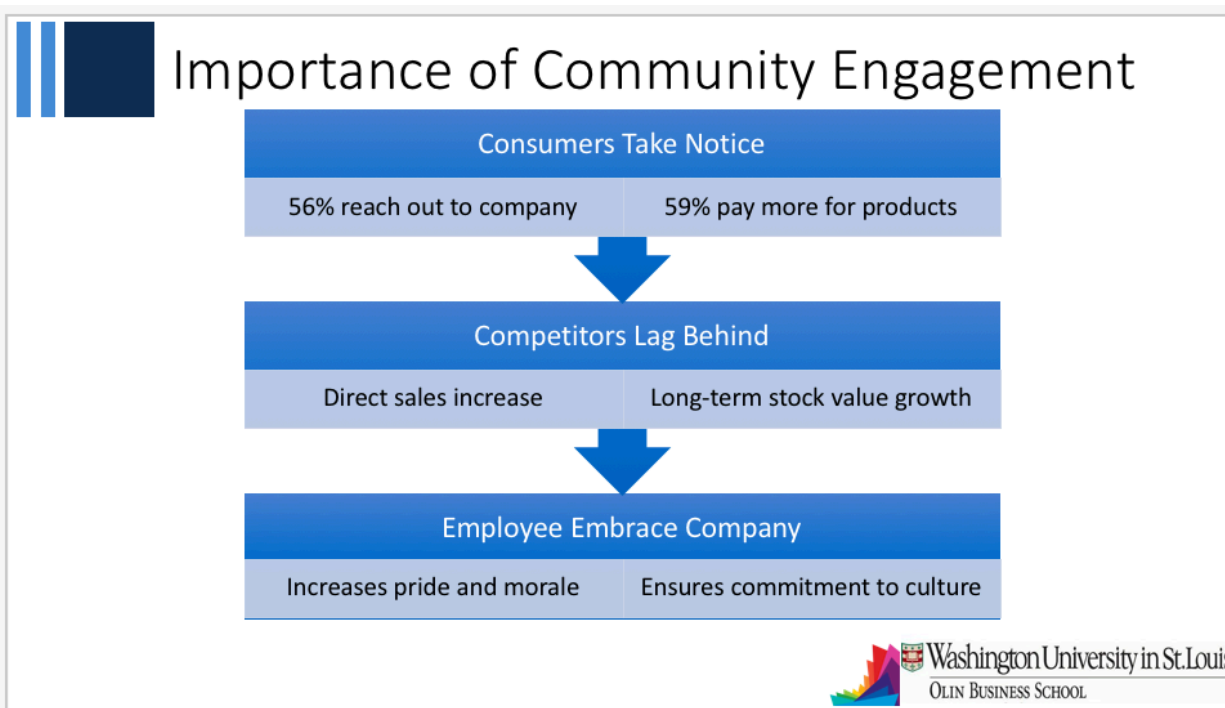 Importance of Community Engagement
Consumers Take Notice
56% reach out to company
59% pay more for products
Competitors Lag Behind
Direct sales increase
Long-term stock value growth
Employee Embrace Company
Increases pride and morale
Ensures commitment to culture
Washington University in St.Louis
OLIN BUSINESS SCHOOL